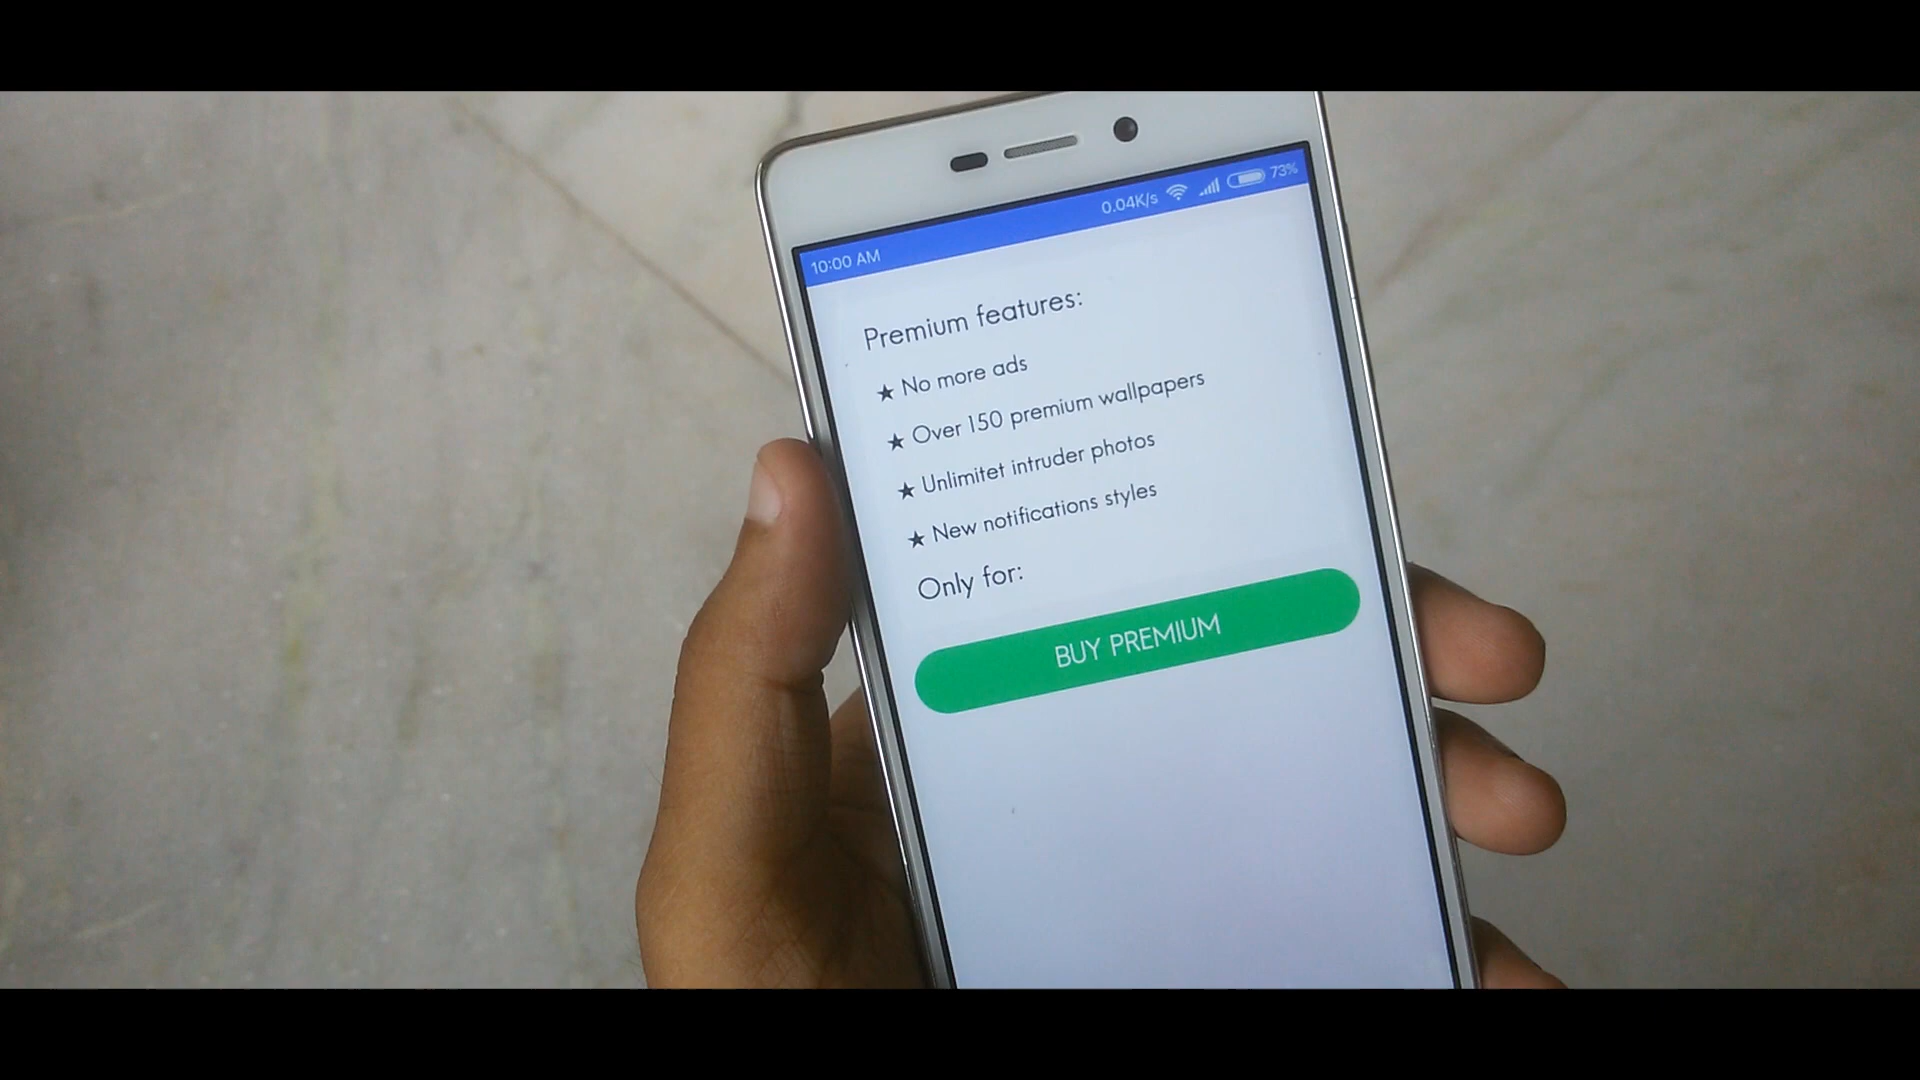 0.04K/s 73%
10:00 AM
Premium features:
★ No more ads
★ Over 150 premium wallpapers
★ Unlimitet intruder photos
★ New notifications styles
Only for:
BUY PREMIUM